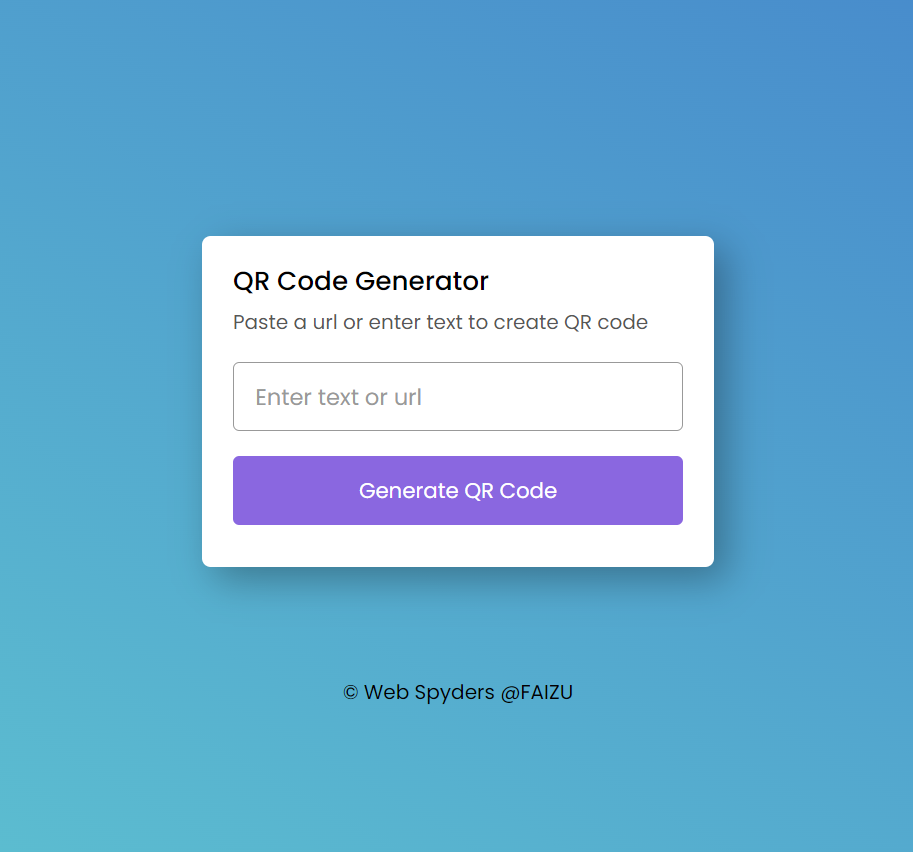 QR Code Generator
Paste a url or enter text to create QR code
Enter text or url
Generate QR Code
© Web Spyders @FAIZU